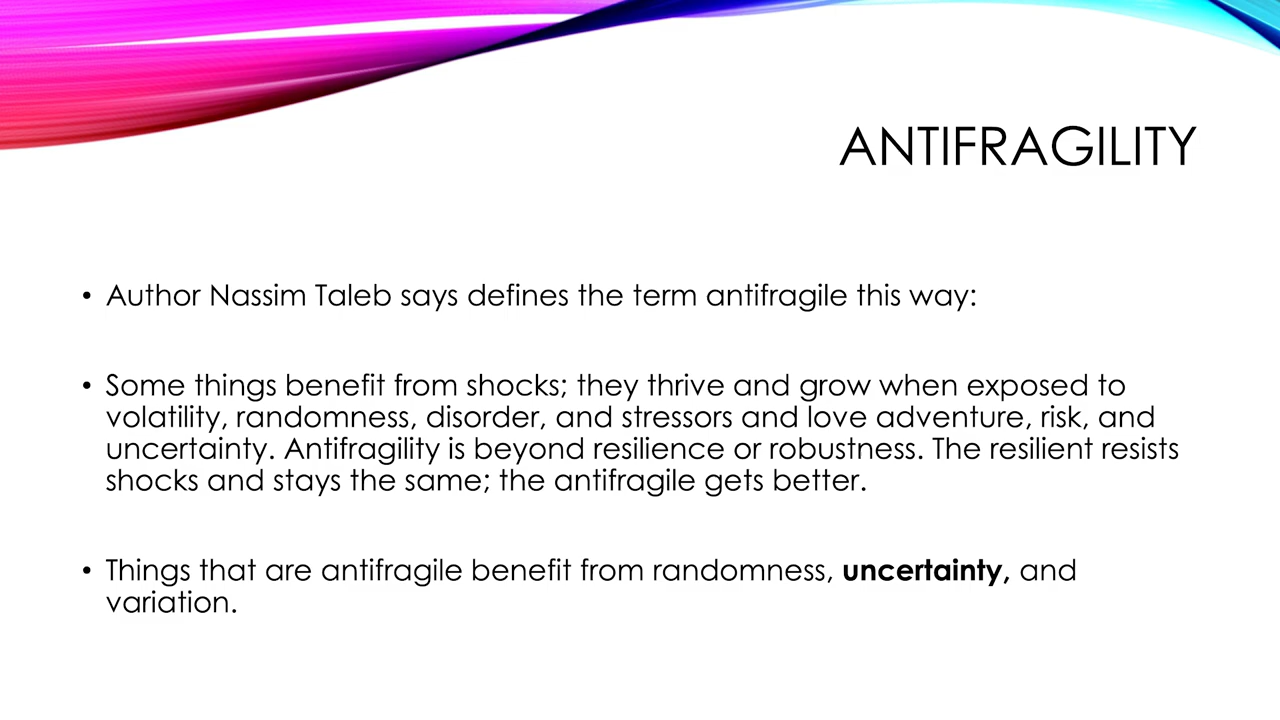 ANTIFRAGILITY
• Author Nassim Taleb says defines the term antifragile this way:
• Some things benefit from shocks; they thrive and grow when exposed to
volatility, randomness, disorder, and stressors and love adventure, risk, and
uncertainty. Antifragility is beyond resilience or robustness. The resilient resists
shocks and stays the same; the antifragile gets better.
• Things that are antifragile benefit from randomness, uncertainty, and
variation.